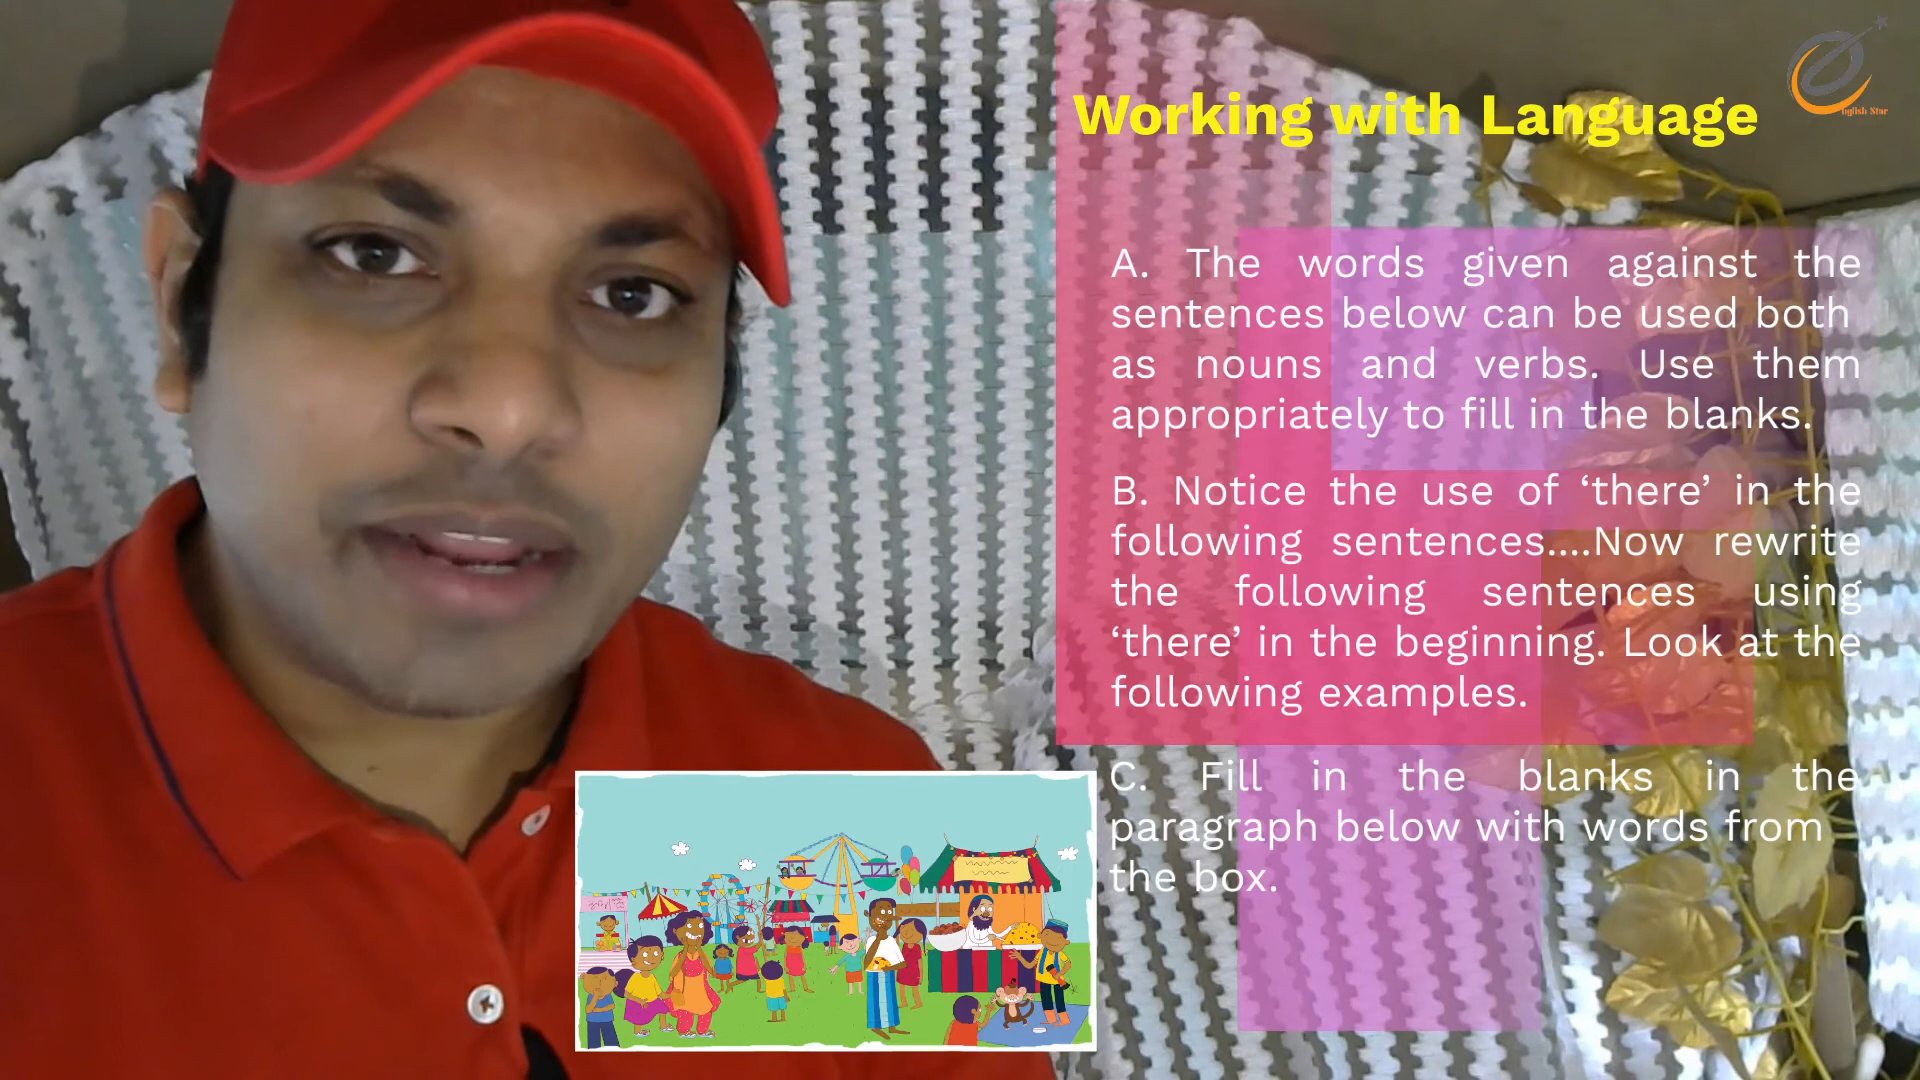 Working with Language
nglish Star
A. The words given against the
sentences below can be used both
as nouns and verbs. Use them
appropriately to fill in the blanks.
B. Notice the use of ‘there’ in the
following sentences....Now rewrite
the following sentences using
‘there’ in the beginning. Look at the
following examples.
C. Fill in the blanks in the
paragraph below with words from
the box.